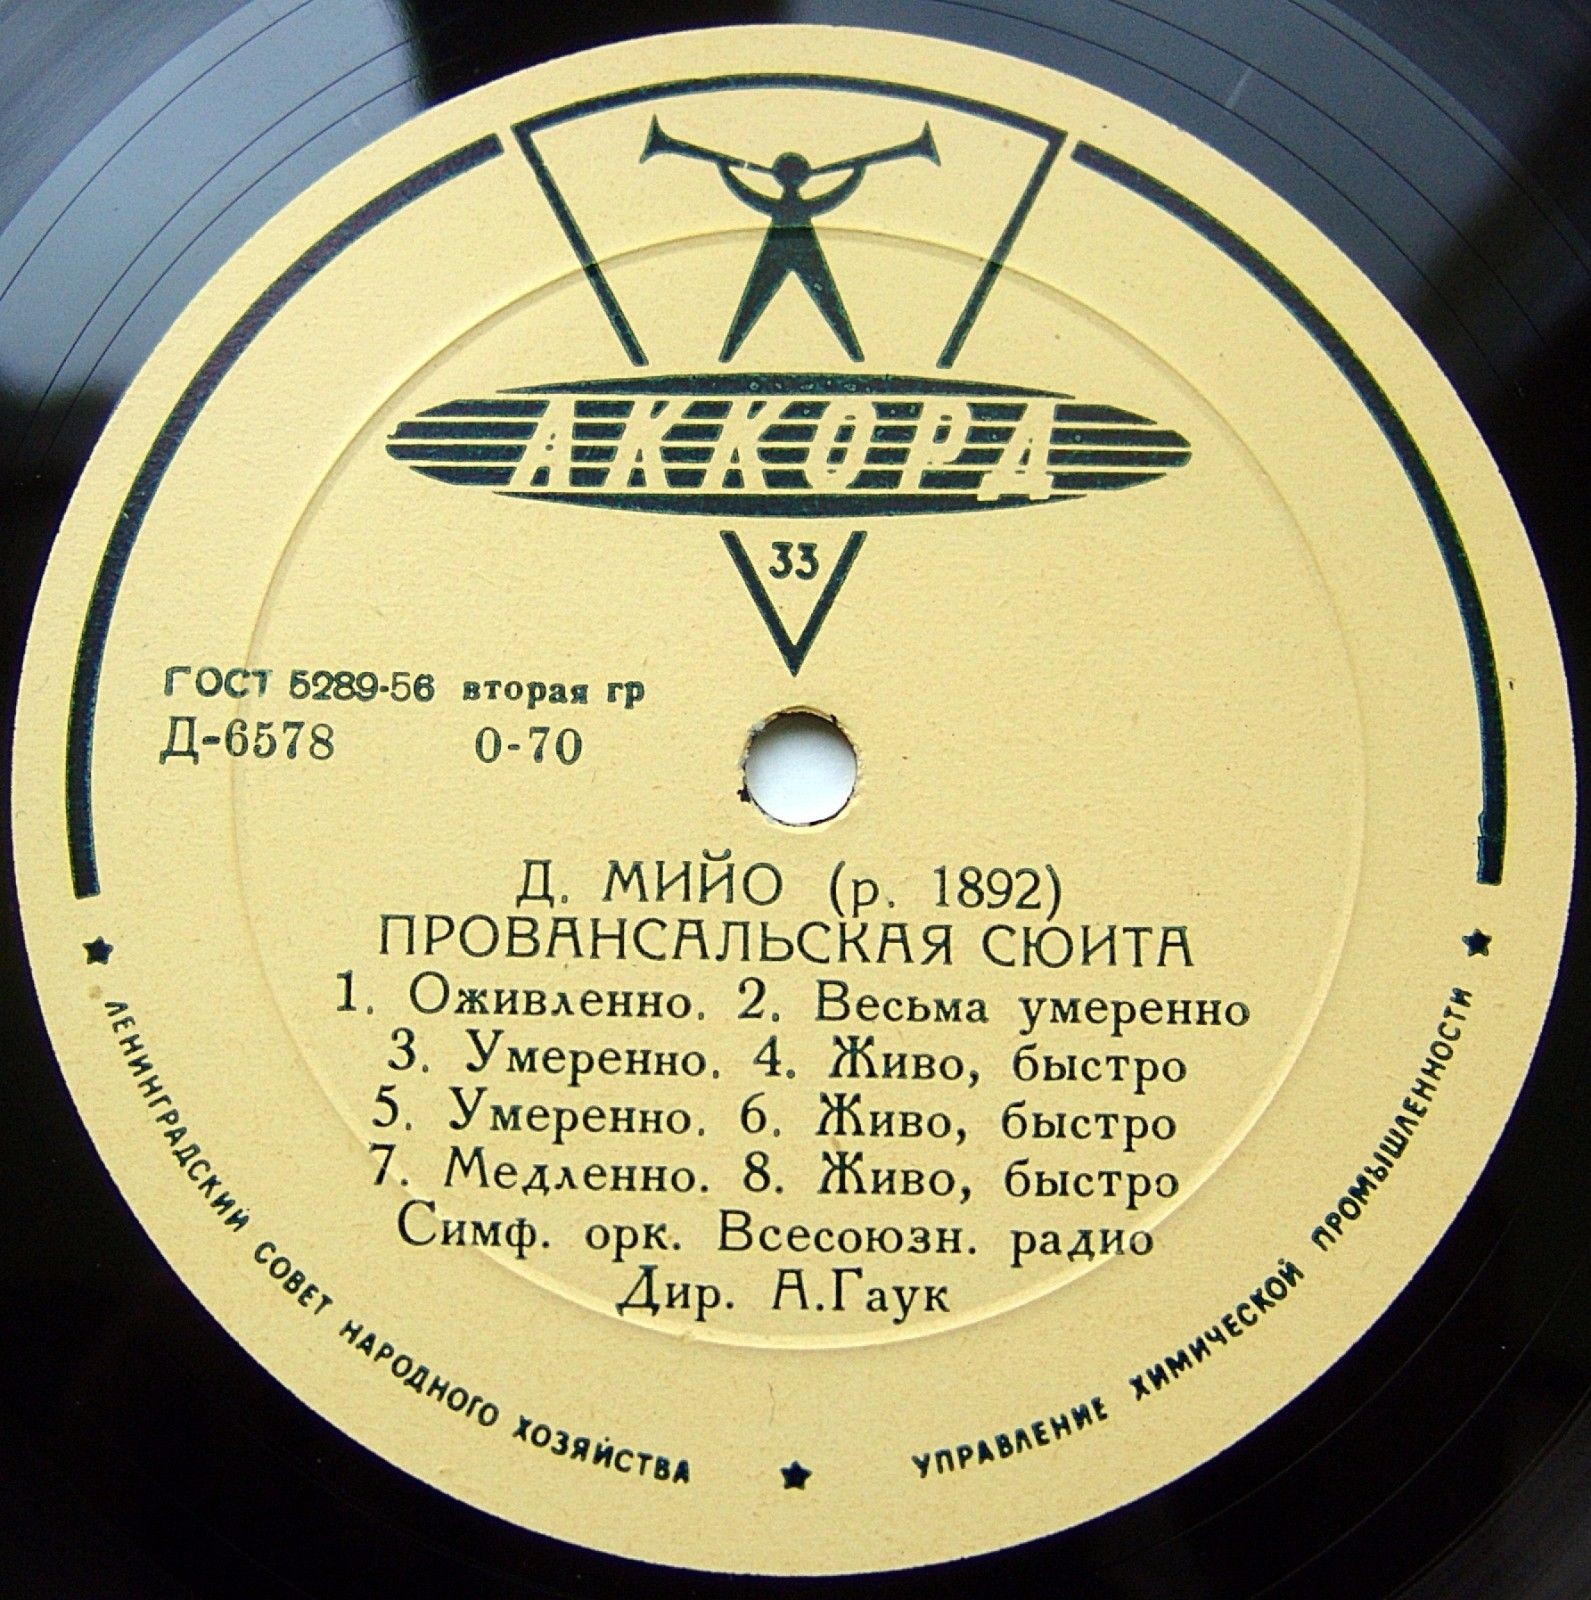 АККОРД
33
ГОСТ 5289-56 вторая гр
Д-6578 0-70
Д. МИЙО (р. 1892)
ПРОВАНСАЛЬСКАЯ СЮИТА
1. Оживленно. 2. Весьма умеренно
3. Умеренно. 4. Живо, быстро
5. Умеренно. 6. Живо, быстро
7. Медленно. 8. Живо, быстро
Симф. орк. Всесоюзн. радио
Дир. А.Гаук
ЛЕНИНГРАДСКИЙ СОВЕТ НАРОДНОГО ХОЗЯЙСТВА
УПРАВЛЕНИЕ ХИМИЧЕСКОЙ ПРОМЫШЛЕННОСТИ